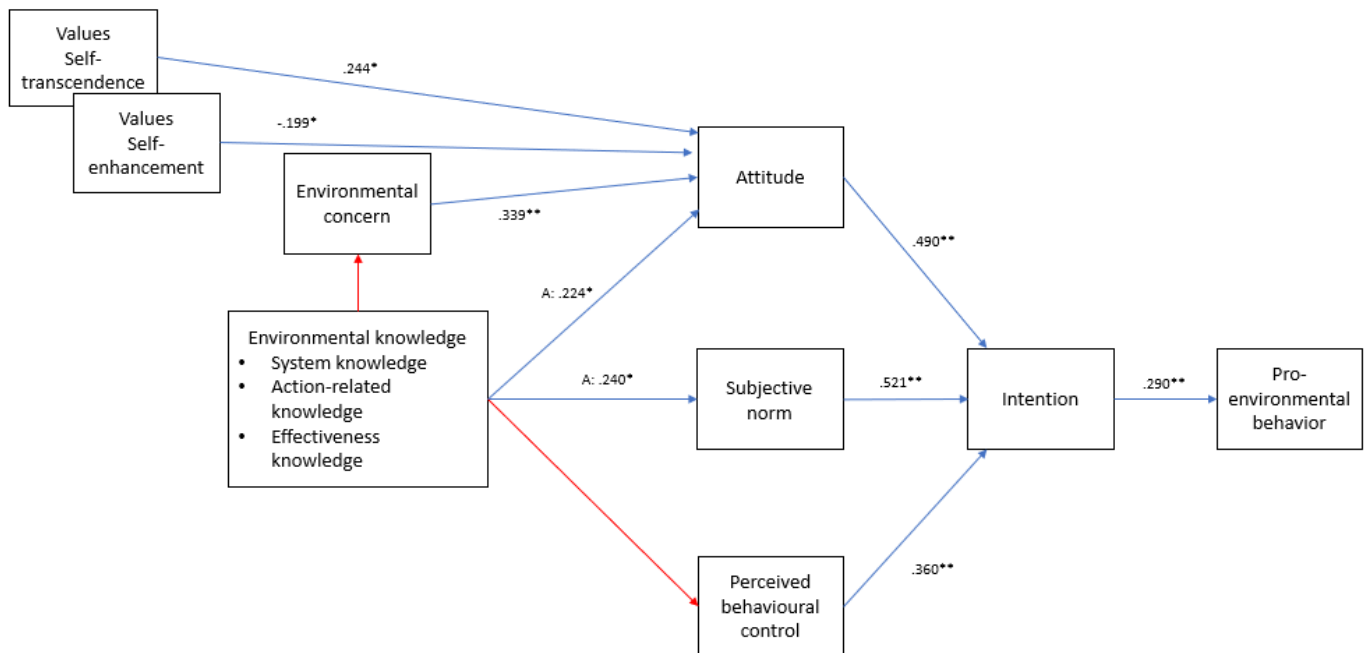 Values
Self-
transcendence
.244*
Values
Self-
enhancement
-.199*
Environmental
concern
.339**
Attitude
.490**
A: .224*
Environmental knowledge
• System knowledge
• Action-related
knowledge
• Effectiveness
knowledge
A: .240*
Subjective
norm
.521**
Intention
.290**
Pro-
environmental
behavior
Perceived
behavioural
control
.360**